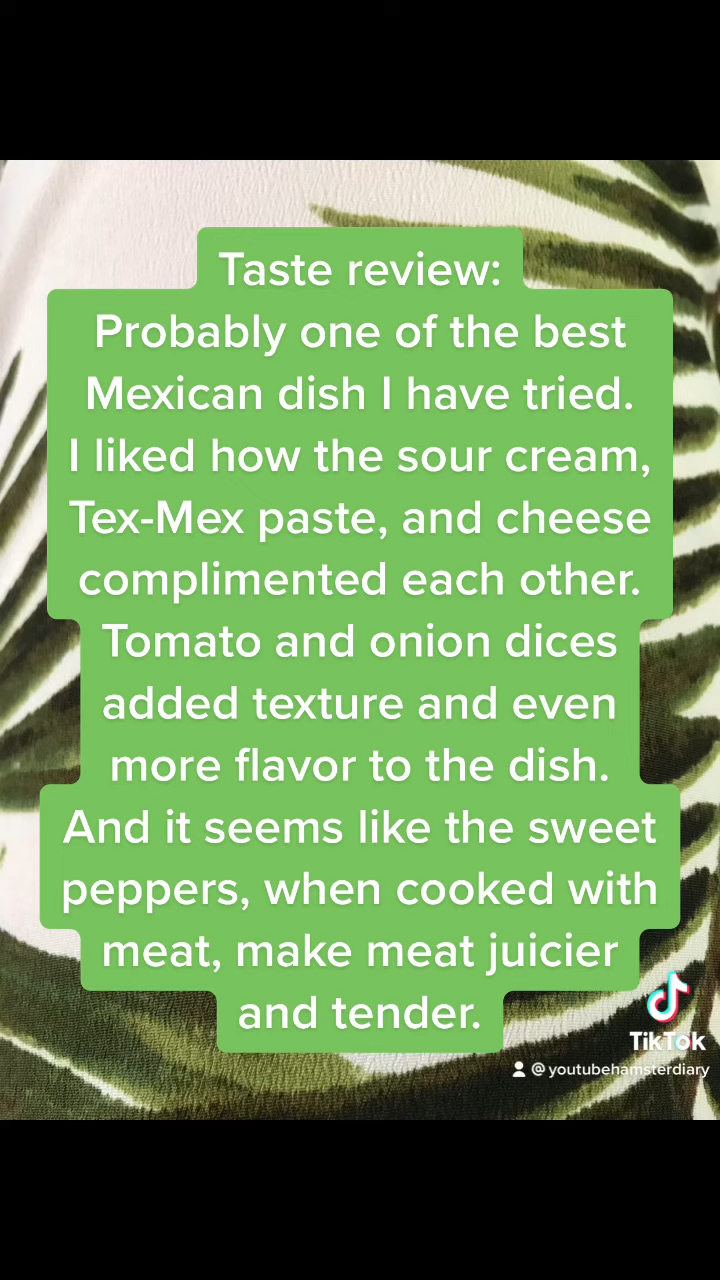 Taste review:
Probably one of the best
Mexican dish I have tried.
I liked how the sour cream,
Tex-Mex paste, and cheese
complimented each other.
Tomato and onion dices
added texture and even
more flavor to the dish.
And it seems like the sweet
peppers, when cooked with
meat, make meat juicier
and tender.
TikTok
@youtubehamsterdiary